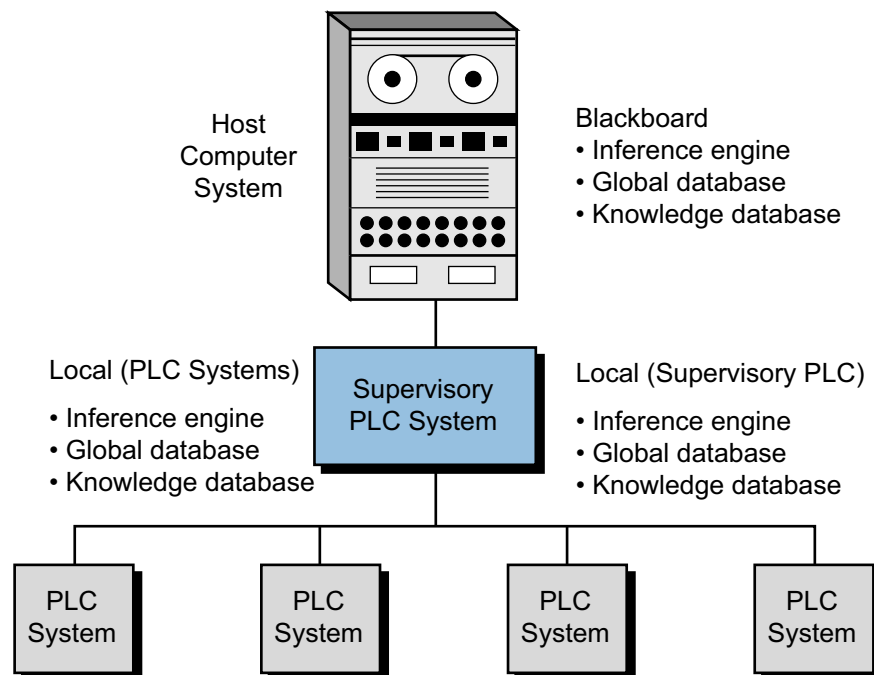 Host
Computer
System
Blackboard
• Inference engine
• Global database
• Knowledge database
Local (PLC Systems)
• Inference engine
• Global database
• Knowledge database
Supervisory
PLC System
Local (Supervisory PLC)
• Inference engine
• Global database
• Knowledge database
PLC
System
PLC
System
PLC
System
PLC
System